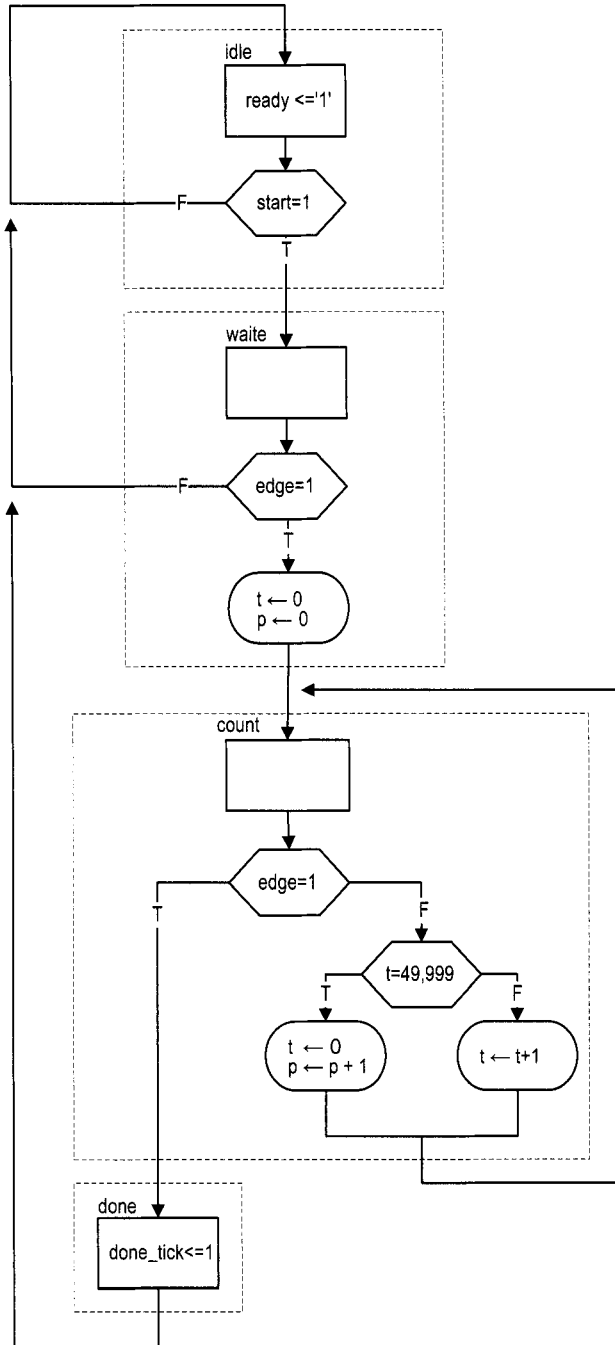 idle
ready <='1'
start=1
F
T
waite
edge=1
F
T
t ← 0
p ← 0
count
edge=1
T
F
t=49,999
T
F
t ← 0
p ← p + 1
t ← t+1
done
done_tick<=1